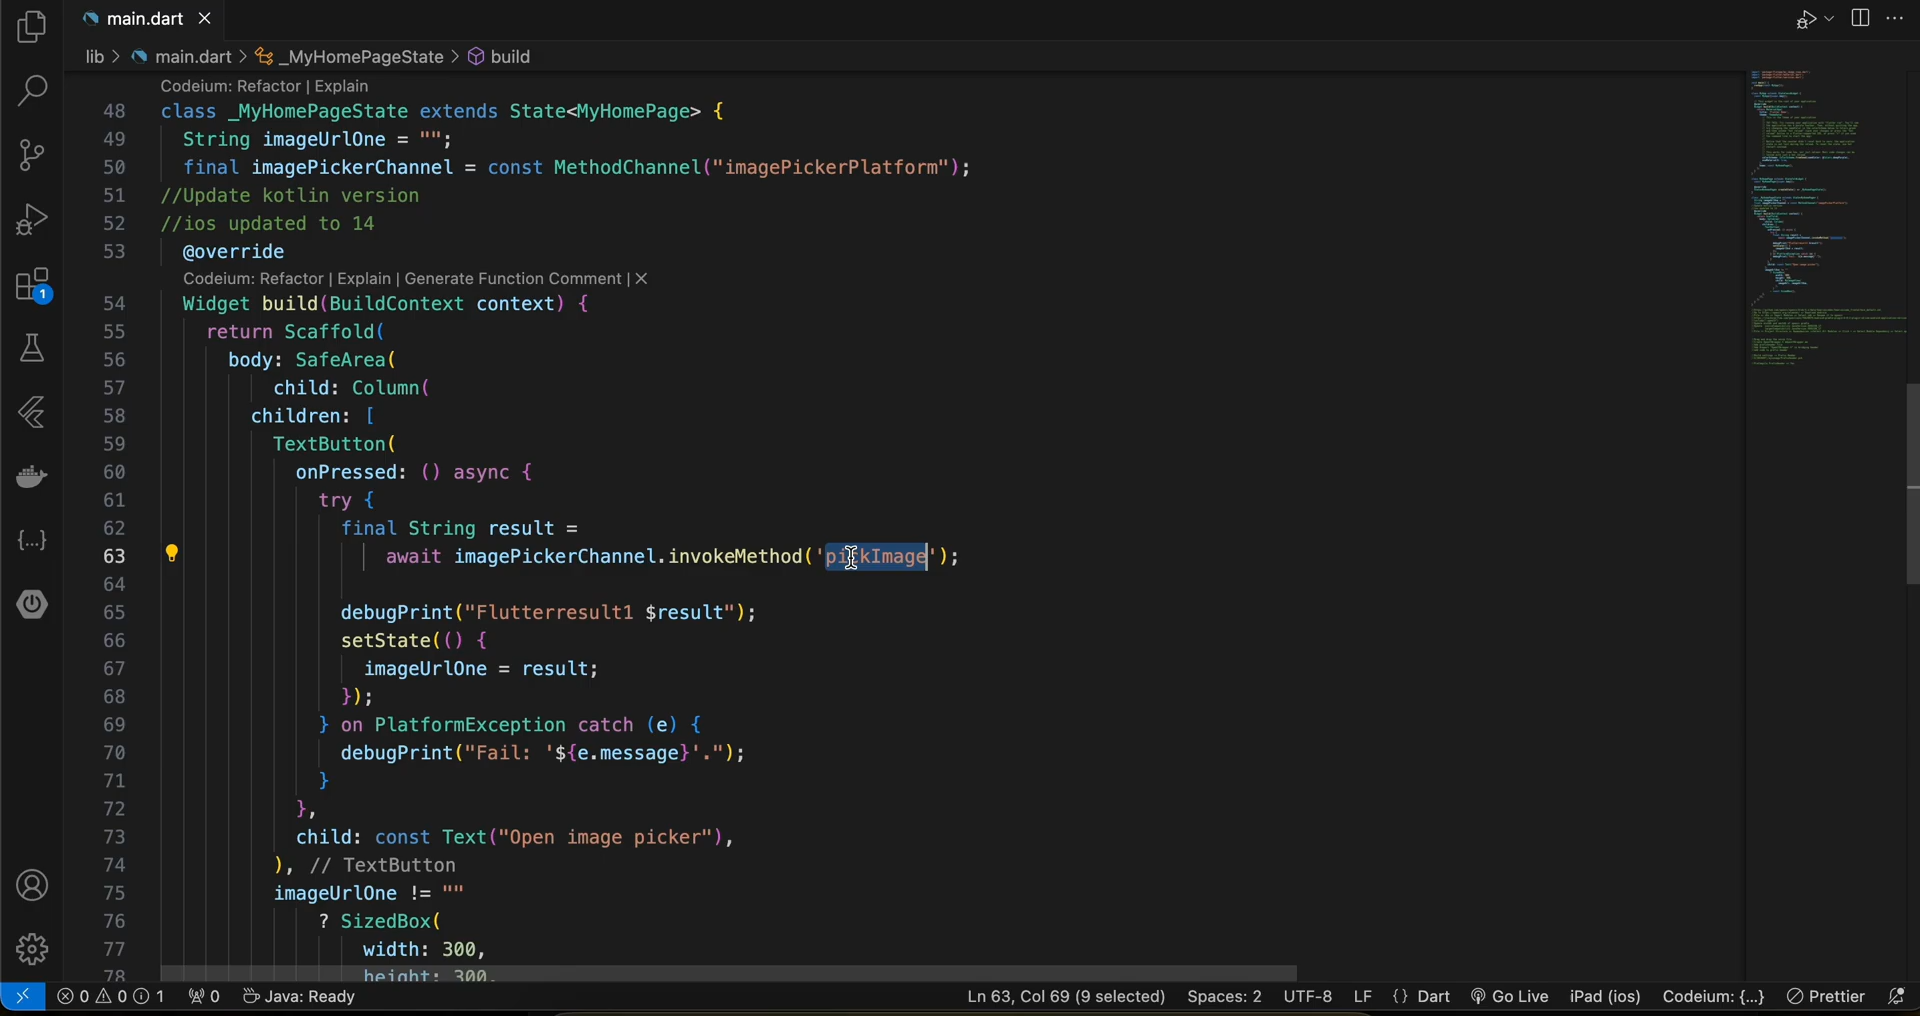 main.dart
lib > main.dart > _MyHomePageState > build
Codeium: Refactor | Explain
48 class _MyHomePageState extends State<MyHomePage> {
49 String imageUrlOne = "";
50 final imagePickerChannel = const MethodChannel("imagePickerPlatform");
51 //Update kotlin version
52 //ios updated to 14
53 @override
Codeium: Refactor | Explain | Generate Function Comment | X
54 Widget build(BuildContext context) {
55 return Scaffold(
56 body: SafeArea(
57 child: Column(
58 children: [
59 TextButton(
60 onPressed: () async {
61 try {
62 final String result =
63 await imagePickerChannel.invokeMethod('pickImage');
64
65 debugPrint("Flutterresult1 $result");
66 setState(() {
67 imageUrlOne = result;
68 });
69 } on PlatformException catch (e) {
70 debugPrint("Fail: '${e.message}'.");
71 }
72 },
73 child: const Text("Open image picker"),
74 ), // TextButton
75 imageUrlOne != ""
76 ? SizedBox(
77 width: 300,
78 height: 300,
1
0 0 1 0 Java: Ready Ln 63, Col 69 (9 selected) Spaces: 2 UTF-8 LF {} Dart Go Live iPad (ios) Codeium: {...} Prettier